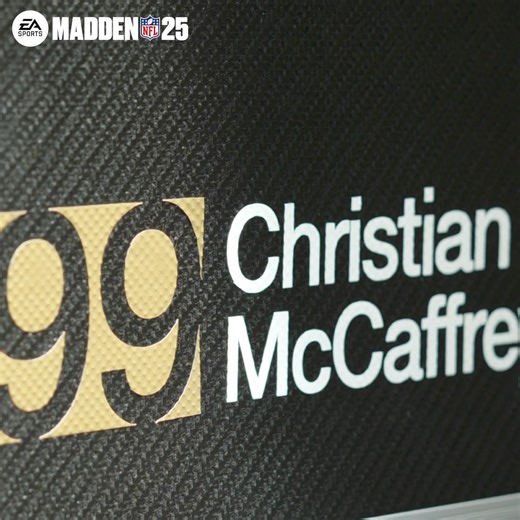 EA
SPORTS
MADDEN NFL 25
99
Christian
McCaffre